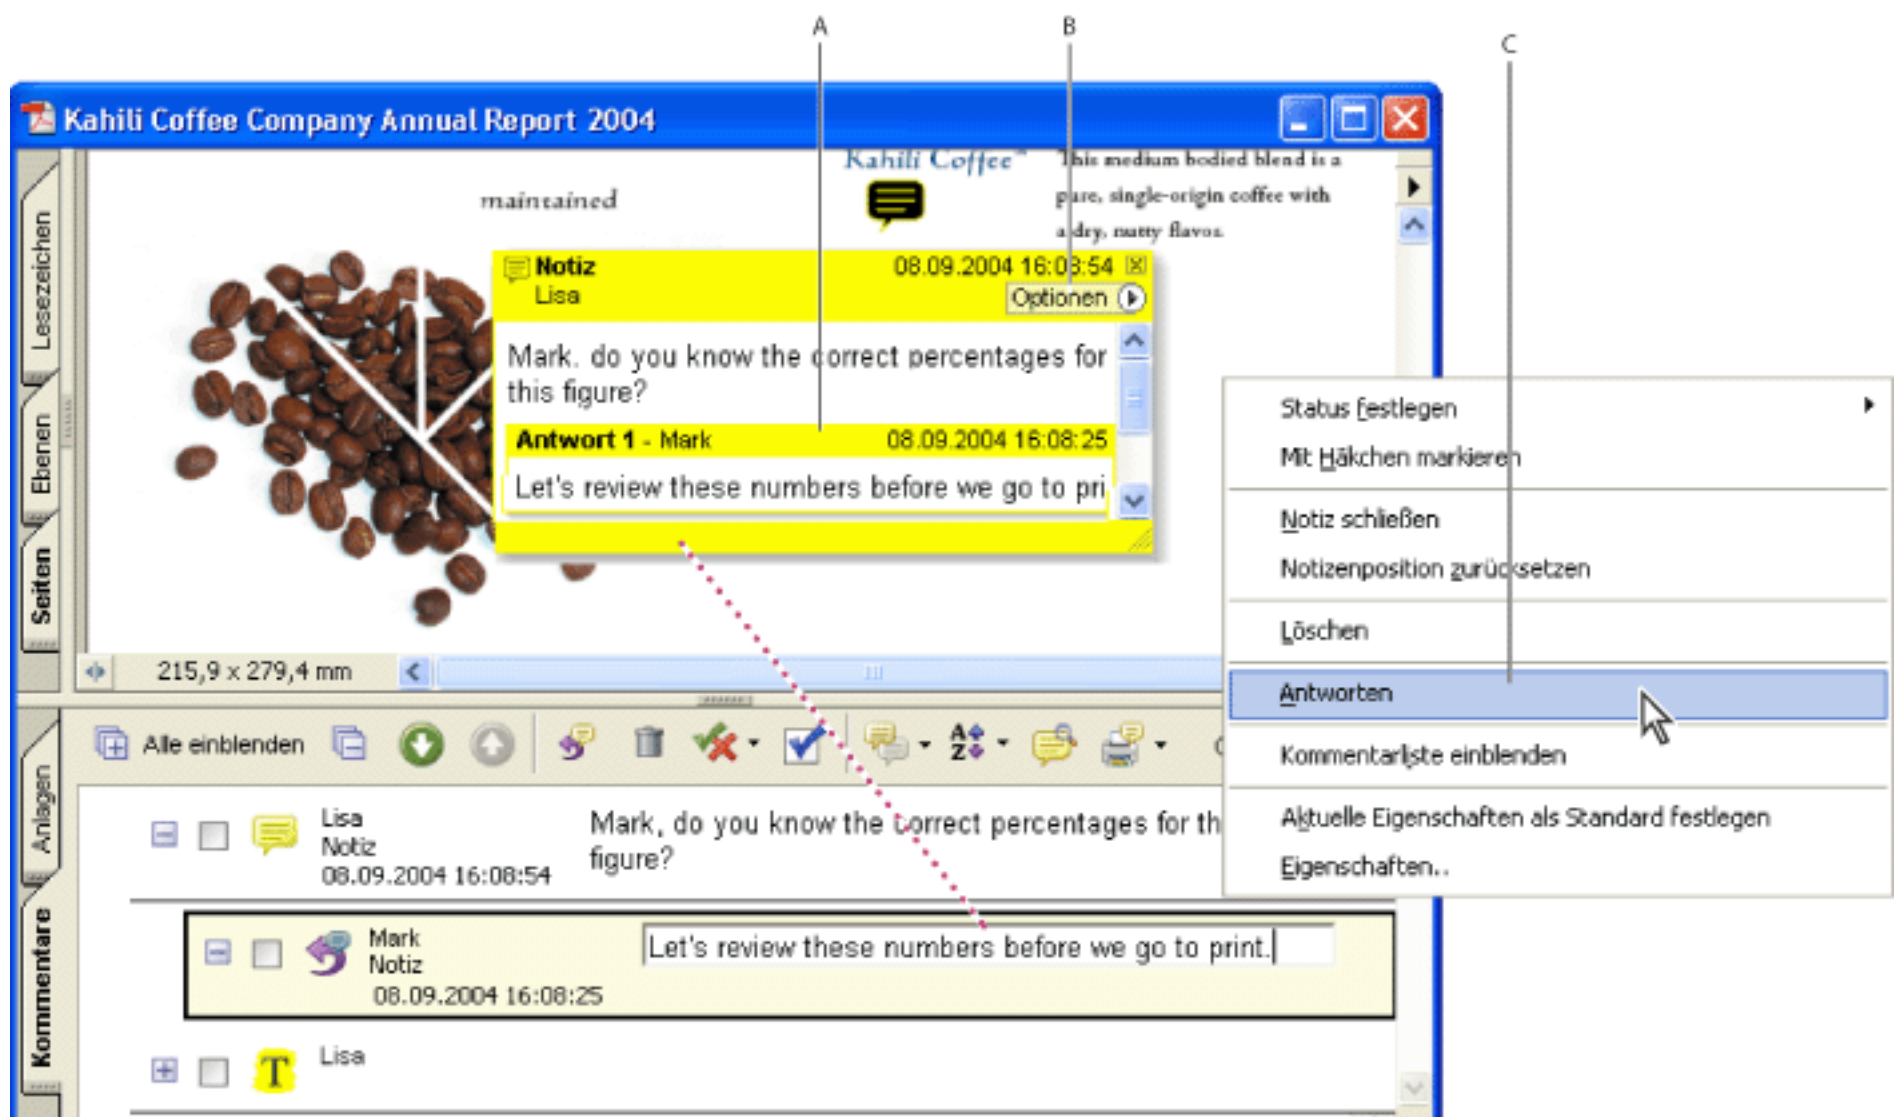 A
B
C
Kahili Coffee Company Annual Report 2004
Kahili Coffee™
This medium bodied blend is a
pure, single-origin coffee with
a dry, nutty flavor.
maintained
Lesezeichen
Ebenen
Seiten
Notiz
08.09.2004 16:08:54
Lisa
Optionen
Mark. do you know the correct percentages for
this figure?
Antwort 1 - Mark
08.09.2004 16:08:25
Let's review these numbers before we go to pri
215,9 x 279,4 mm
Status festlegen
Mit Häkchen markieren
Notiz schließen
Notizenposition zurücksetzen
Löschen
Antworten
Kommentarliste einblenden
Aktuelle Eigenschaften als Standard festlegen
Eigenschaften..
Alle einblenden
A
Z
Anlagen
Kommentare
Lisa
Notiz
08.09.2004 16:08:54
Mark, do you know the correct percentages for th
figure?
Mark
Notiz
08.09.2004 16:08:25
Let's review these numbers before we go to print.
T
Lisa